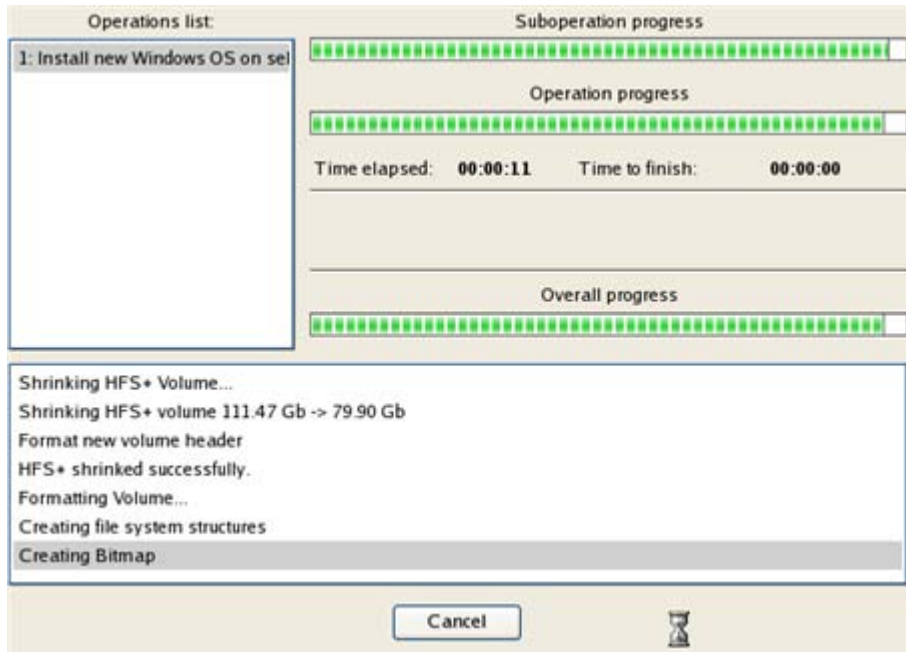 Operations list:
1: Install new Windows OS on sel
Suboperation progress
Operation progress
Time elapsed: 00:00:11 Time to finish: 00:00:00
Overall progress
Shrinking HFS+ Volume...
Shrinking HFS+ volume 111.47 Gb -> 79.90 Gb
Format new volume header
HFS+ shrinked successfully.
Formatting Volume...
Creating file system structures
Creating Bitmap
Cancel